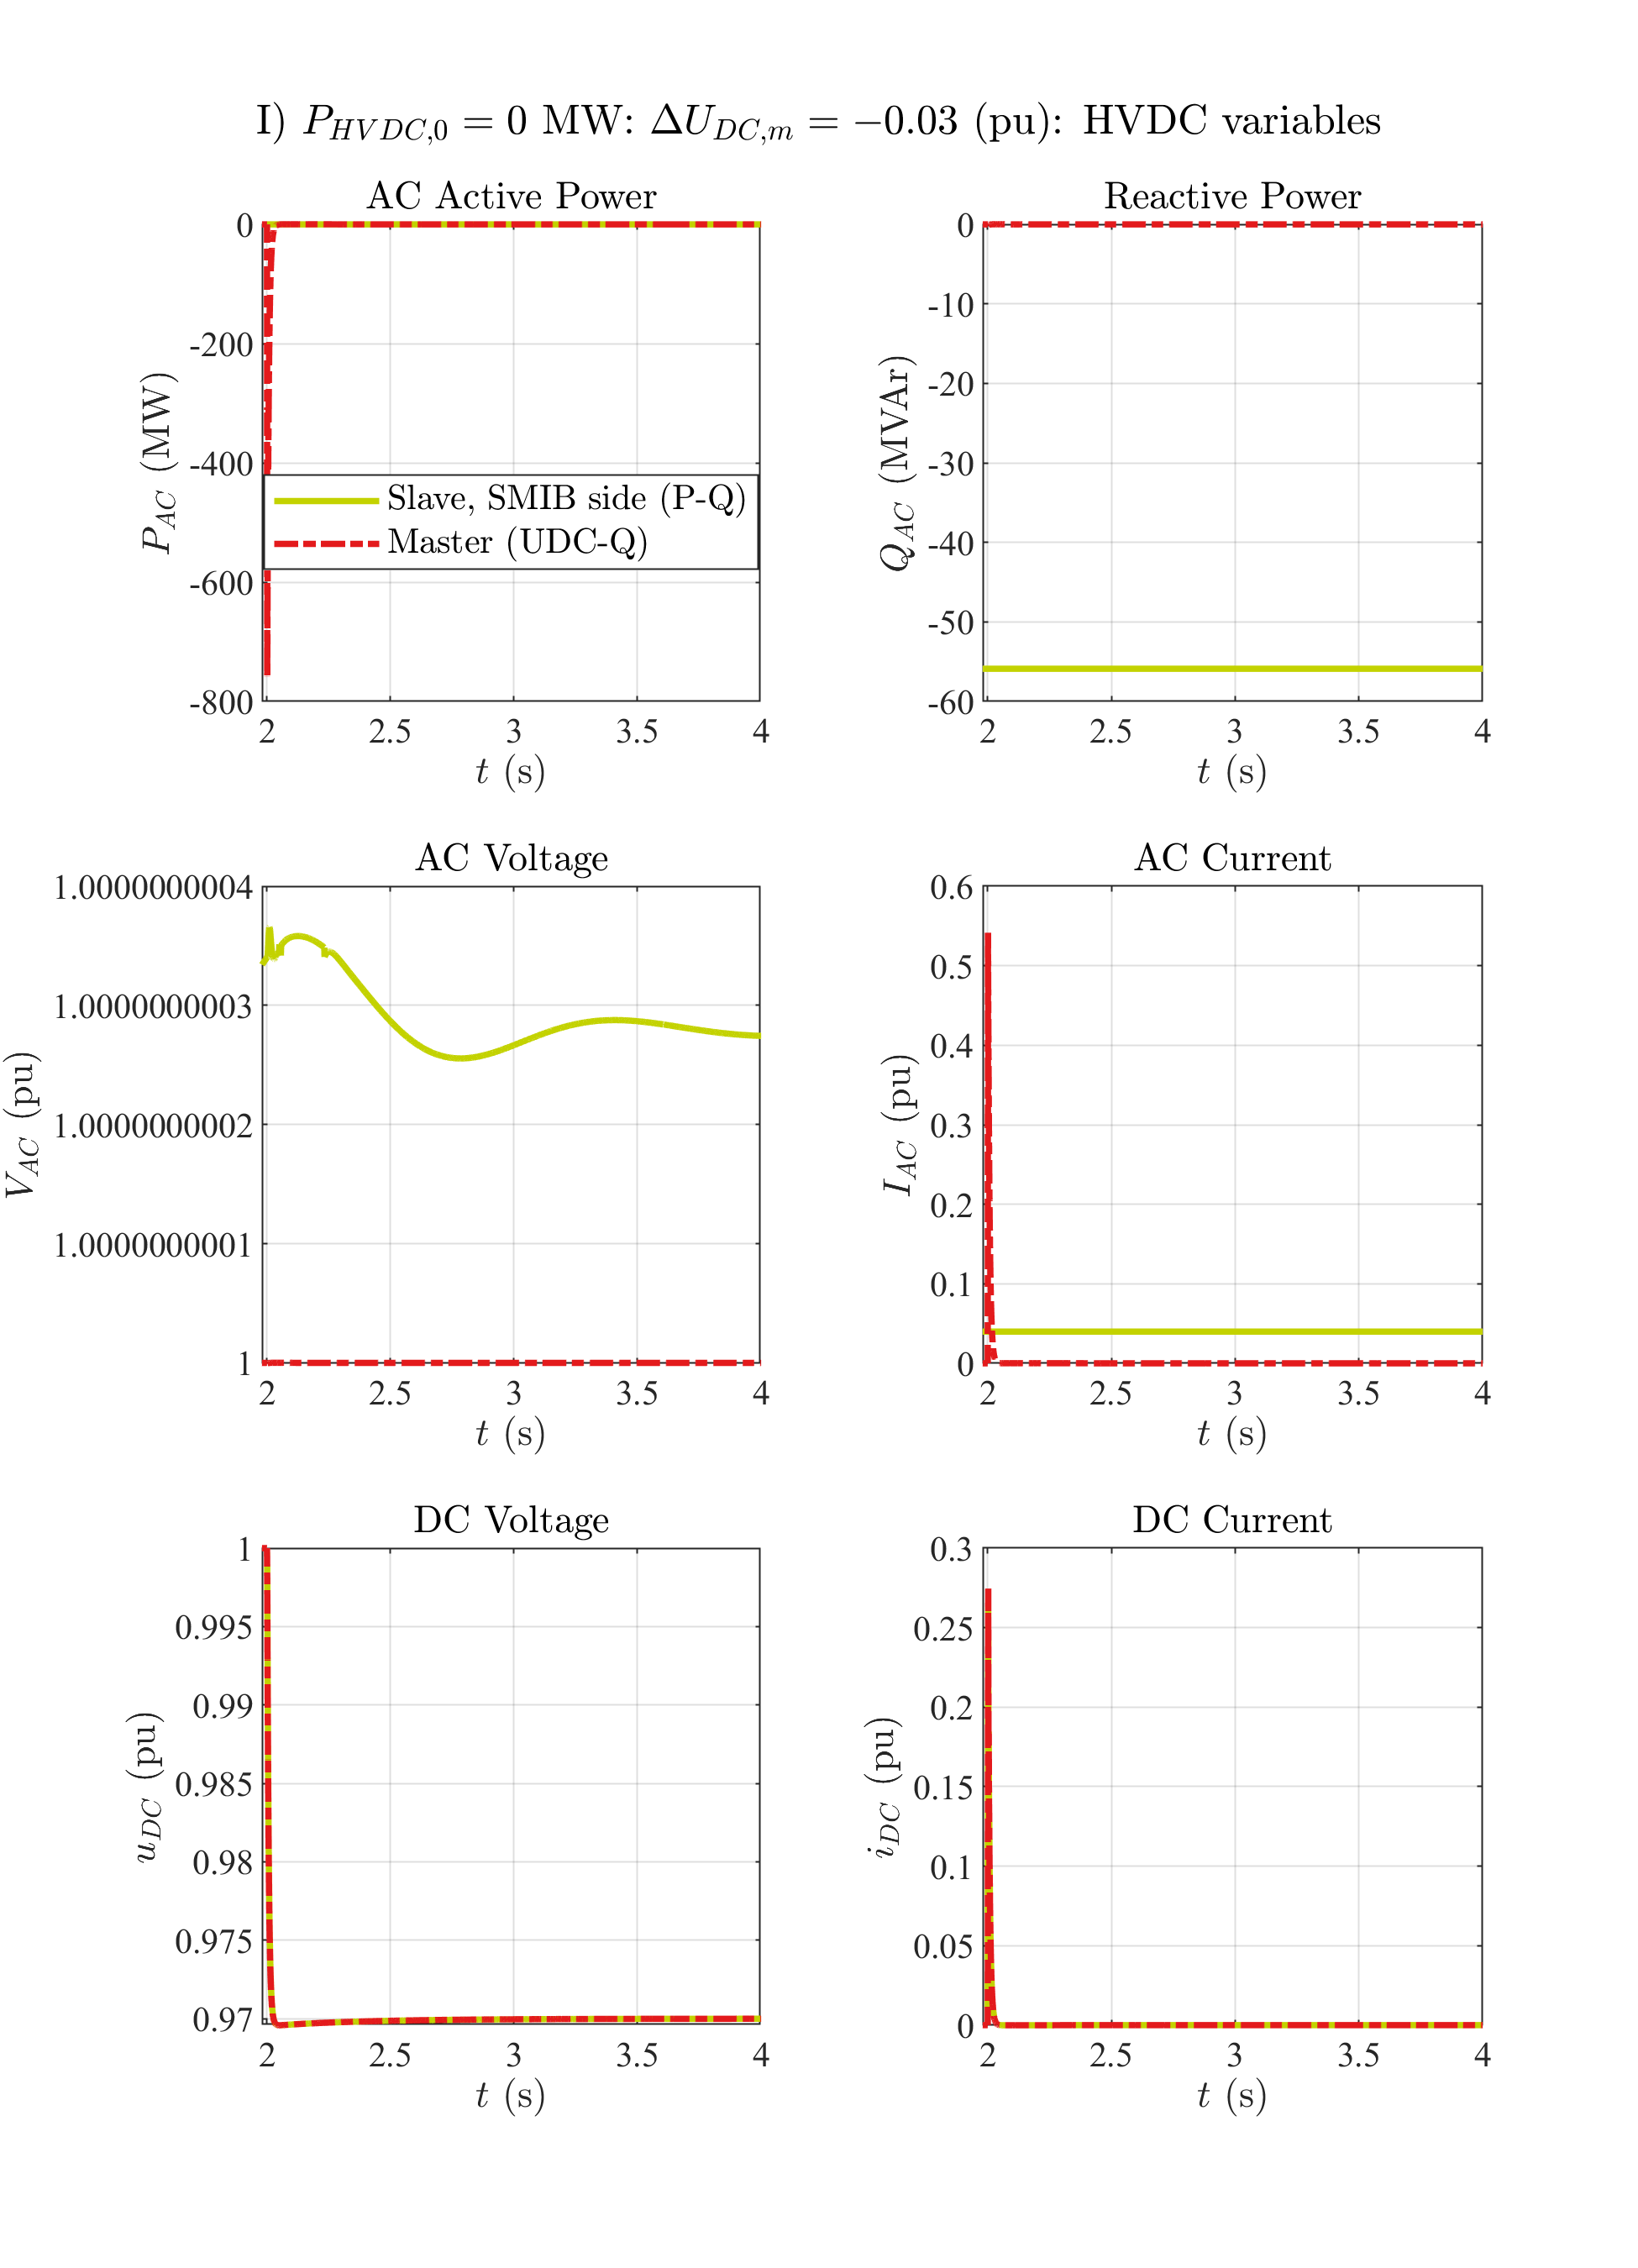 I) P_{HVDC,0} = 0 MW: ΔU_{DC,m} = −0.03 (pu): HVDC variables
AC Active Power
0
-200
-400
-600
-800
P_{AC} (MW)
Slave, SMIB side (P-Q)
Master (UDC-Q)
2 2.5 3 3.5 4
t (s)
Reactive Power
0
-10
-20
-30
-40
-50
-60
Q_{AC} (MVAr)
2 2.5 3 3.5 4
t (s)
AC Voltage
1.0000000004
1.0000000003
1.0000000002
1.0000000001
1
V_{AC} (pu)
2 2.5 3 3.5 4
t (s)
AC Current
0.6
0.5
0.4
0.3
0.2
0.1
0
I_{AC} (pu)
2 2.5 3 3.5 4
t (s)
DC Voltage
1
0.995
0.99
0.985
0.98
0.975
0.97
u_{DC} (pu)
2 2.5 3 3.5 4
t (s)
DC Current
0.3
0.25
0.2
0.15
0.1
0.05
0
i_{DC} (pu)
2 2.5 3 3.5 4
t (s)